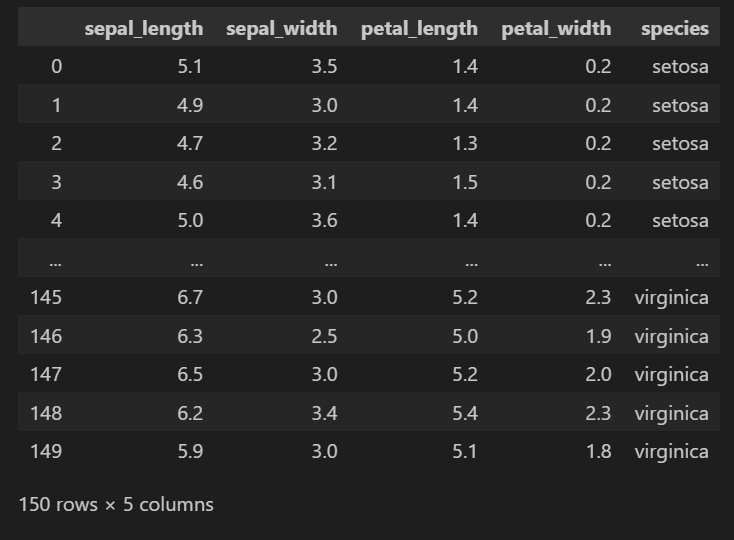 sepal_length sepal_width petal_length petal_width species
0 5.1 3.5 1.4 0.2 setosa
1 4.9 3.0 1.4 0.2 setosa
2 4.7 3.2 1.3 0.2 setosa
3 4.6 3.1 1.5 0.2 setosa
4 5.0 3.6 1.4 0.2 setosa
... ... ... ... ... ...
145 6.7 3.0 5.2 2.3 virginica
146 6.3 2.5 5.0 1.9 virginica
147 6.5 3.0 5.2 2.0 virginica
148 6.2 3.4 5.4 2.3 virginica
149 5.9 3.0 5.1 1.8 virginica
150 rows × 5 columns